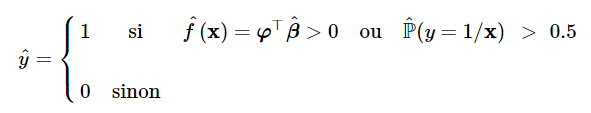 1 si f̂ (x) = φ⊤ β̂ > 0 ou ℙ̂(y = 1/x) > 0.5
ŷ = {
0 sinon